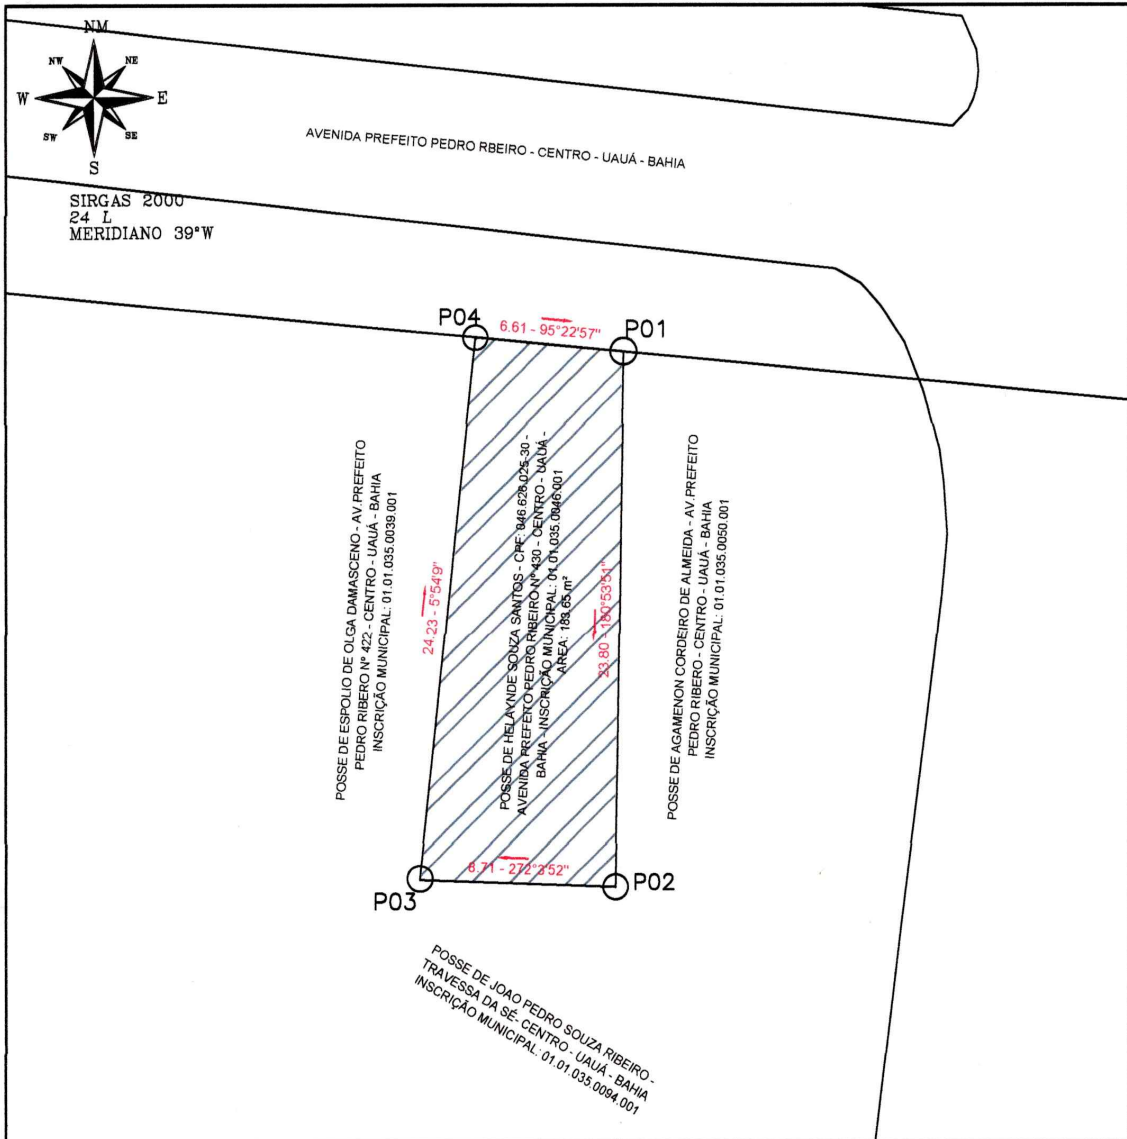 NM
NW
NE
W
E
SW
SE
S
SIRGAS 2000
24 L
MERIDIANO 39°W
AVENIDA PREFEITO PEDRO RBEIRO - CENTRO - UAUÁ - BAHIA
P04
6.61 - 95°22'57"
P01
POSSE DE ESPOLIO DE OLGA DAMASCENO - AV.PREFEITO
PEDRO RIBERO Nº 422 - CENTRO - UAUÁ - BAHIA
INSCRIÇÃO MUNICIPAL: 01.01.035.0039.001
24.23 - 5°54'9"
POSSE DE HELAYNDE SOUZA SANTOS - CPF: 046.626.025-30 -
AVENIDA PREFEITO PEDRO RIBEIRO Nº 430 - CENTRO - UAUÁ -
BAHIA - INSCRIÇÃO MUNICIPAL: 01.01.035.0046.001
ÁREA: 183.65 m²
23.80 - 180°53'51"
POSSE DE AGAMENON CORDEIRO DE ALMEIDA - AV.PREFEITO
PEDRO RIBERO - CENTRO - UAUÁ - BAHIA
INSCRIÇÃO MUNICIPAL: 01.01.035.0050.001
8.71 - 272°3'52"
P03
P02
POSSE DE JOAO PEDRO SOUZA RIBEIRO -
TRAVESSA DA SÉ- CENTRO - UAUÁ - BAHIA
INSCRIÇÃO MUNICIPAL: 01.01.035.0094.001